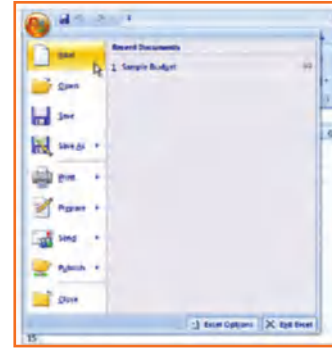 New
Recent Documents
1 Sample Budget
Open
Save
Save As
Print
Prepare
Send
Publish
Close
Excel Options
Exit Excel
15